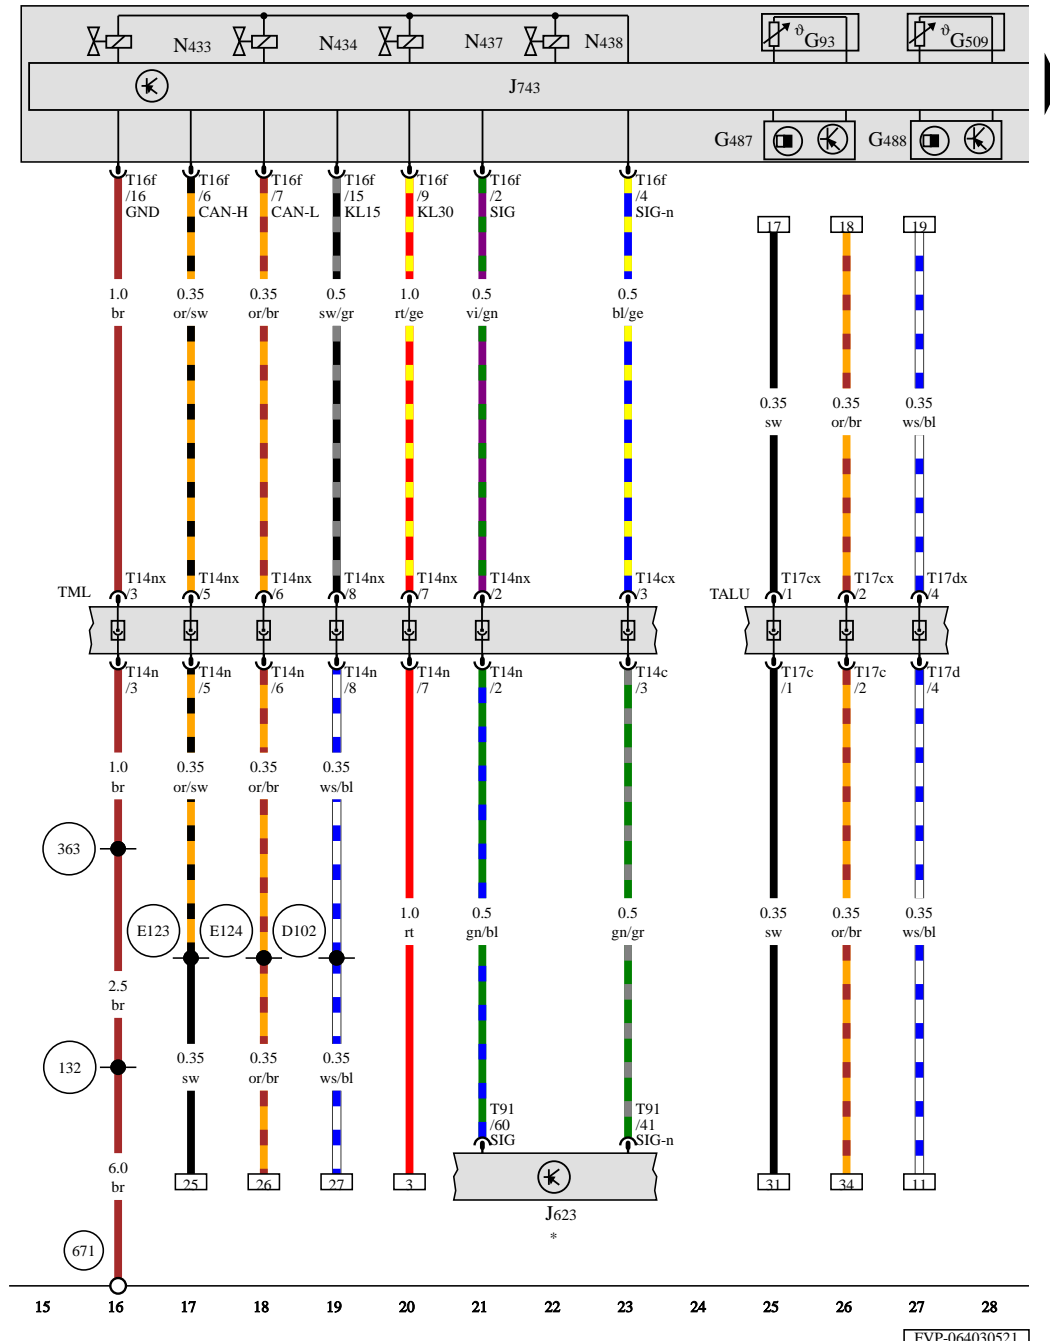 N433 N434 N437 N438 ϑ G93 ϑ G509
J743
G487 G488
T16f T16f T16f T16f T16f T16f T16f
/16 /6 /7 /15 /9 /2 /4
GND CAN-H CAN-L KL15 KL30 SIG SIG-n
17 18 19
1.0 0.35 0.35 0.5 1.0 0.5 0.5
br or/sw or/br sw/gr rt/ge vi/gn bl/ge
0.35 0.35 0.35
sw or/br ws/bl
T14nx T14nx T14nx T14nx T14nx T14nx T14cx T17cx T17cx T17dx
TML /3 /5 /6 /8 /7 /2 /3 TALU /1 /2 /4
T14n T14n T14n T14n T14n T14n T14c T17c T17c T17d
/3 /5 /6 /8 /7 /2 /3 /1 /2 /4
1.0 0.35 0.35 0.35
br or/sw or/br ws/bl
363
1.0 0.5 0.5 0.35 0.35 0.35
rt gn/bl gn/gr sw or/br ws/bl
E123 E124 D102
2.5
br
132 0.35 0.35 0.35
sw or/br ws/bl
T91 T91
/60 /41
SIG SIG-n
6.0
br
25 26 27 3 31 34 11
J623
*
671
15 16 17 18 19 20 21 22 23 24 25 26 27 28
FVP-064030521